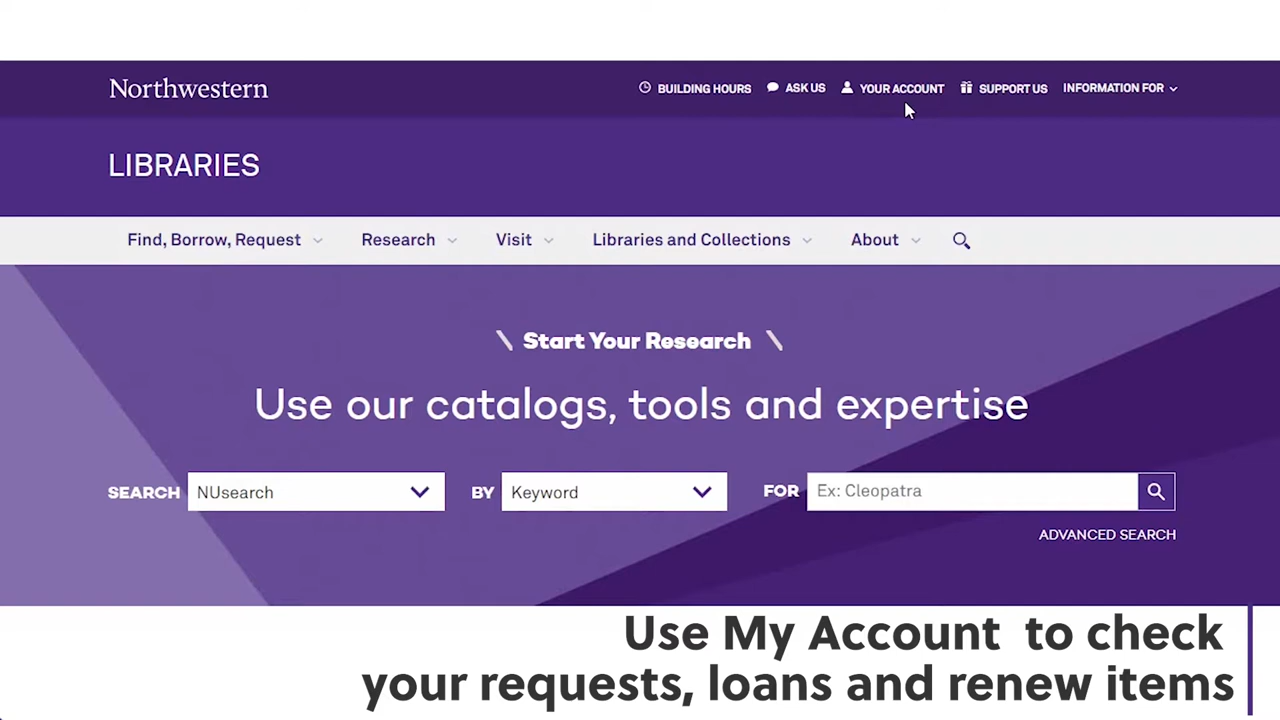 Northwestern
BUILDING HOURS ASK US YOUR ACCOUNT SUPPORT US INFORMATION FOR
LIBRARIES
Find, Borrow, Request Research Visit Libraries and Collections About
\ Start Your Research \
Use our catalogs, tools and expertise
SEARCH NUsearch BY Keyword FOR Ex: Cleopatra
ADVANCED SEARCH
Use My Account to check
your requests, loans and renew items